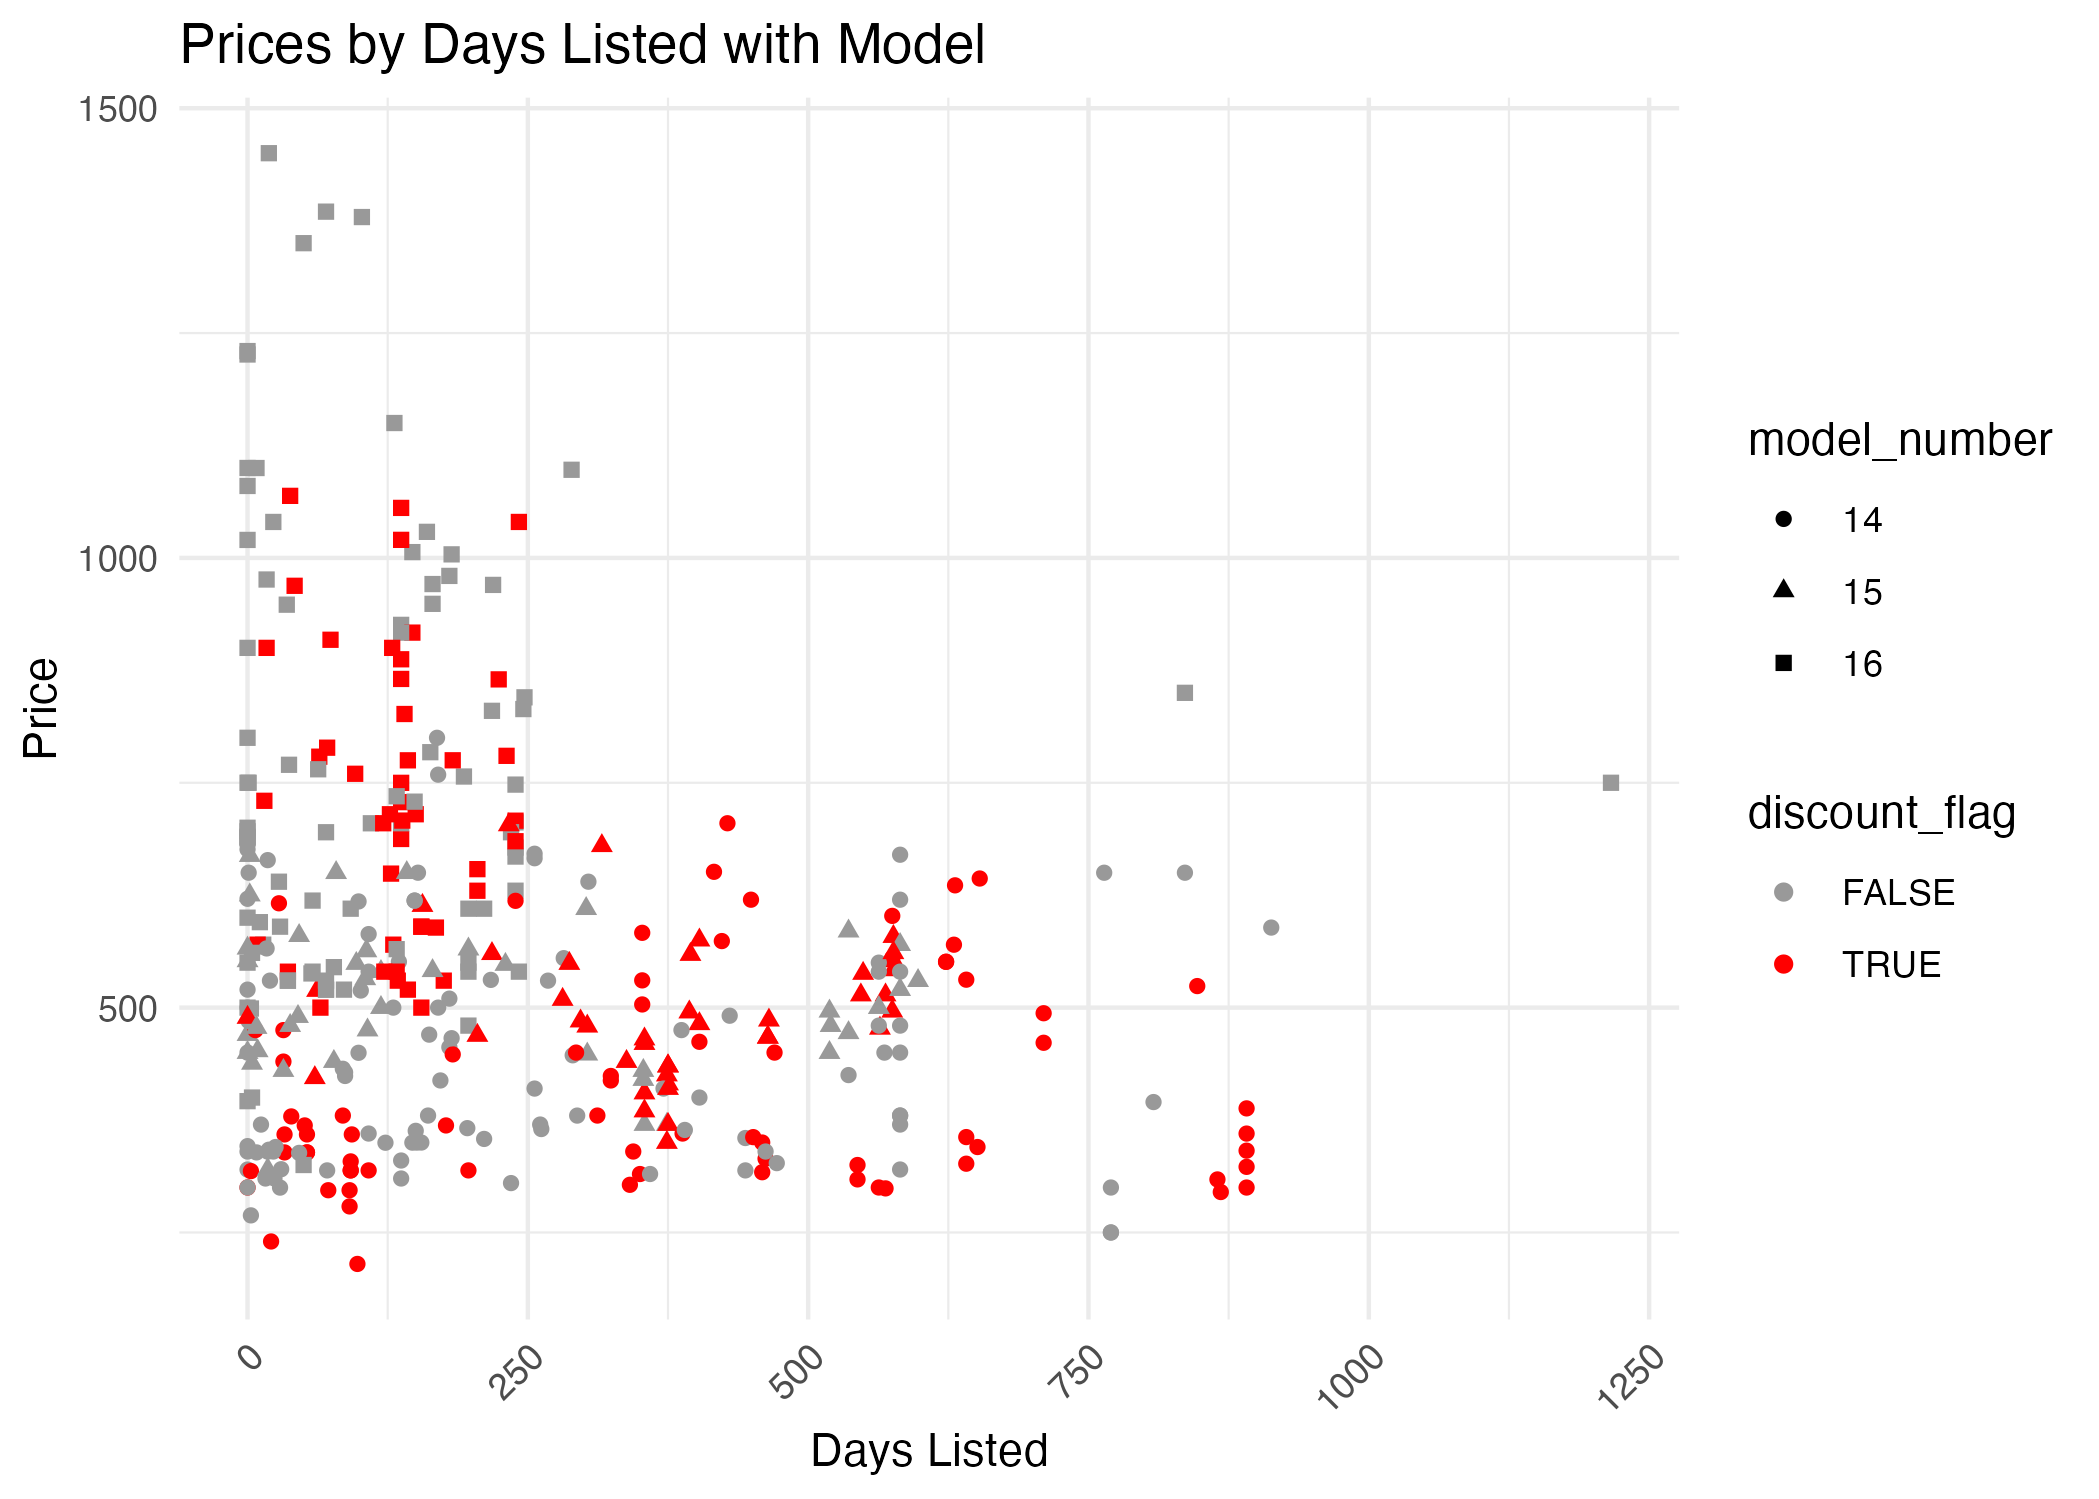 Prices by Days Listed with Model
1500
1000
500
Price
0
250
500
750
1000
1250
Days Listed
model_number
14
15
16
discount_flag
FALSE
TRUE